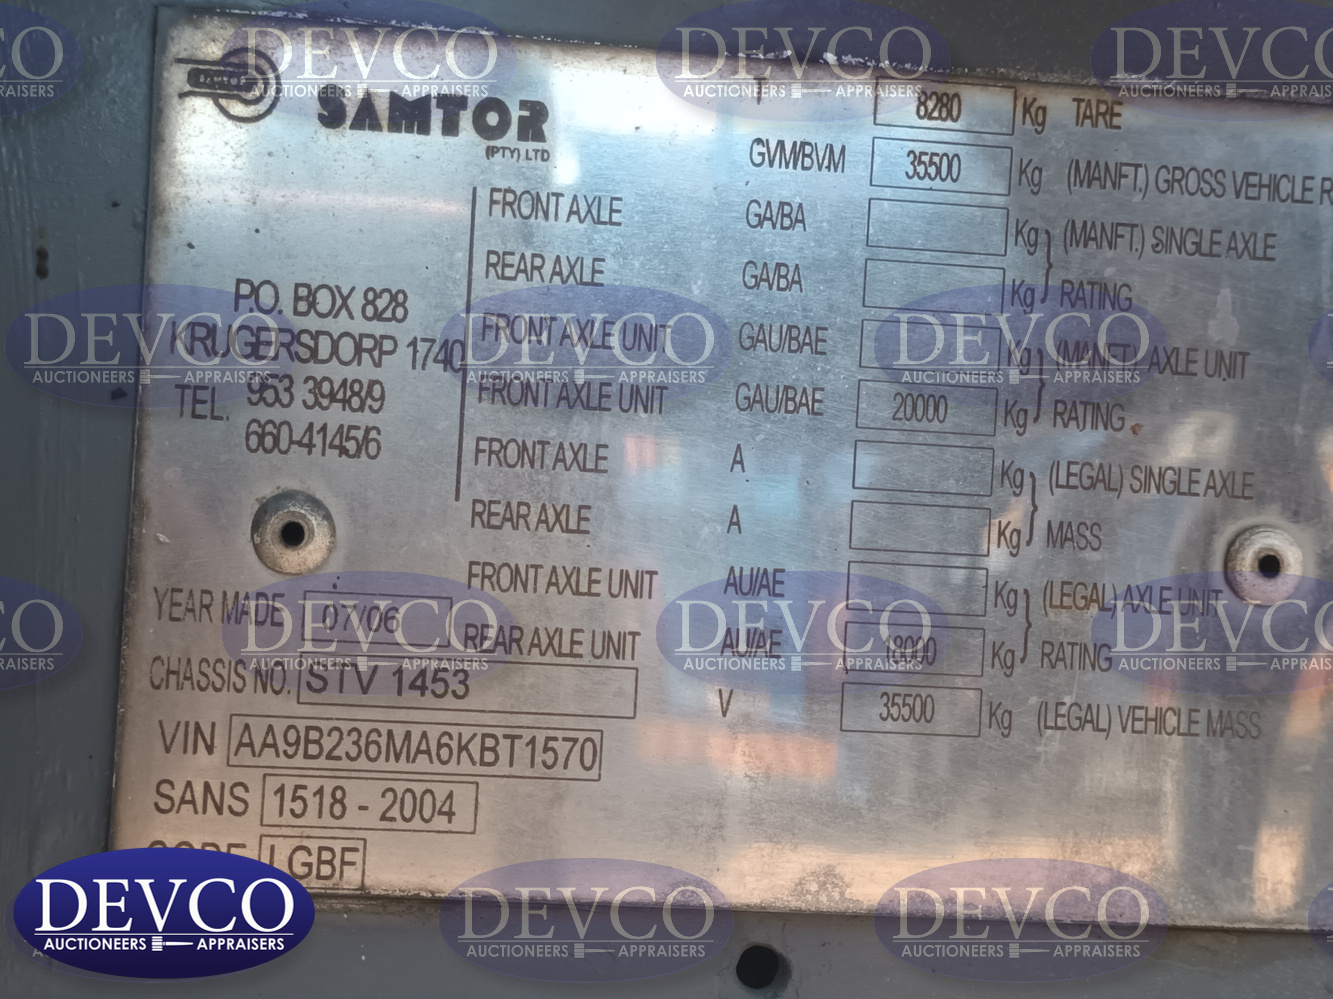 SAMTOR
SAMTOR
(PTY) LTD
P.O. BOX 828
KRUGERSDORP 1740
TEL. 953 3948/9
660-4145/6
T 8280 Kg TARE
GVM/BVM 35500 Kg (MANFT.) GROSS VEHICLE
FRONT AXLE GA/BA Kg (MANFT.) SINGLE AXLE
REAR AXLE GA/BA Kg RATING
FRONT AXLE UNIT GAU/BAE Kg (MANFT.) AXLE UNIT
FRONT AXLE UNIT GAU/BAE 20000 Kg RATING
FRONT AXLE A Kg (LEGAL) SINGLE AXLE
REAR AXLE A Kg MASS
FRONT AXLE UNIT AU/AE Kg (LEGAL) AXLE UNIT
REAR AXLE UNIT AU/AE 18000 Kg RATING
V 35500 Kg (LEGAL) VEHICLE MASS
YEAR MADE 07/06
CHASSIS NO. STV 1453
VIN AA9B236MA6KBT1570
SANS 1518 - 2004
CODE LGBF
DEVCO
AUCTIONEERS APPRAISERS